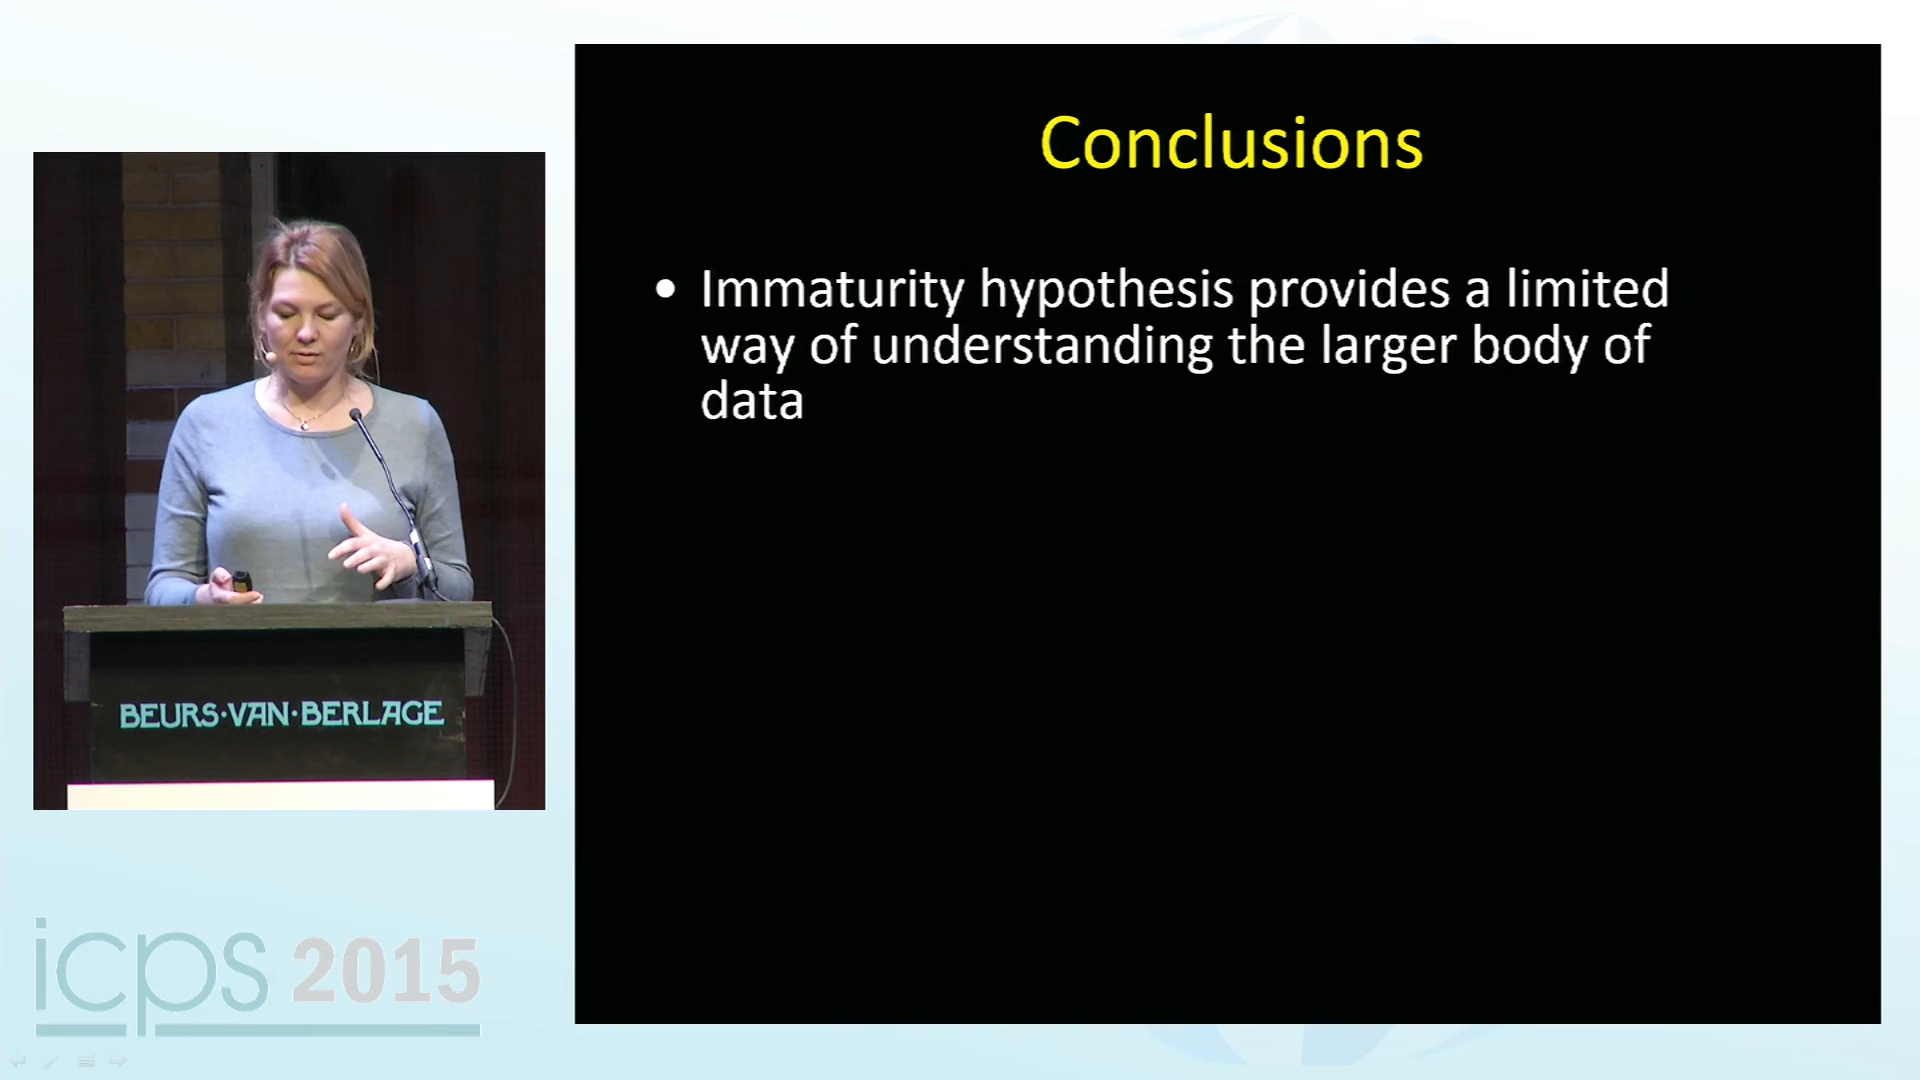 Conclusions
• Immaturity hypothesis provides a limited
way of understanding the larger body of
data
BEURS·VAN·BERLAGE
icps 2015